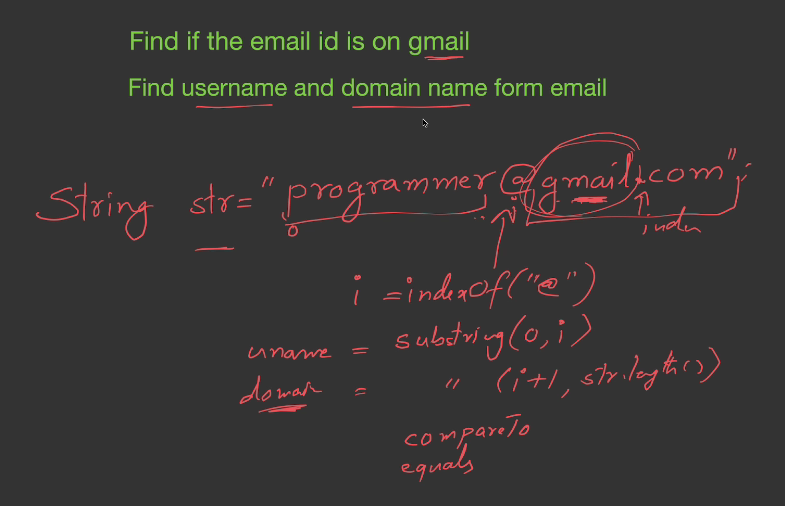 Find if the email id is on gmail
Find username and domain name form email
String str= "programmer@gmail.com";
0 i index
i = indexOf("@")
uname = substring(0, i)
domain = " (i+1, str.length())
compareTo
equals